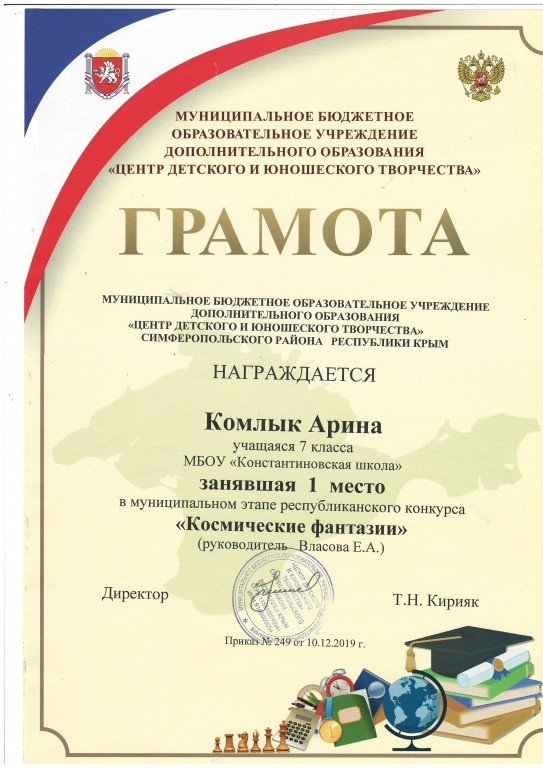 МУНИЦИПАЛЬНОЕ БЮДЖЕТНОЕ
ОБРАЗОВАТЕЛЬНОЕ УЧРЕЖДЕНИЕ
ДОПОЛНИТЕЛЬНОГО ОБРАЗОВАНИЯ
«ЦЕНТР ДЕТСКОГО И ЮНОШЕСКОГО ТВОРЧЕСТВА»
ГРАМОТА
МУНИЦИПАЛЬНОЕ БЮДЖЕТНОЕ ОБРАЗОВАТЕЛЬНОЕ УЧРЕЖДЕНИЕ
ДОПОЛНИТЕЛЬНОГО ОБРАЗОВАНИЯ
«ЦЕНТР ДЕТСКОГО И ЮНОШЕСКОГО ТВОРЧЕСТВА»
СИМФЕРОПОЛЬСКОГО РАЙОНА РЕСПУБЛИКИ КРЫМ
НАГРАЖДАЕТСЯ
Комлык Арина
учащаяся 7 класса
МБОУ «Константиновская школа»
занявшая 1 место
в муниципальном этапе республиканского конкурса
«Космические фантазии»
(руководитель Власова Е.А.)
Директор Т.Н. Кирияк
Приказ № 249 от 10.12.2019 г.